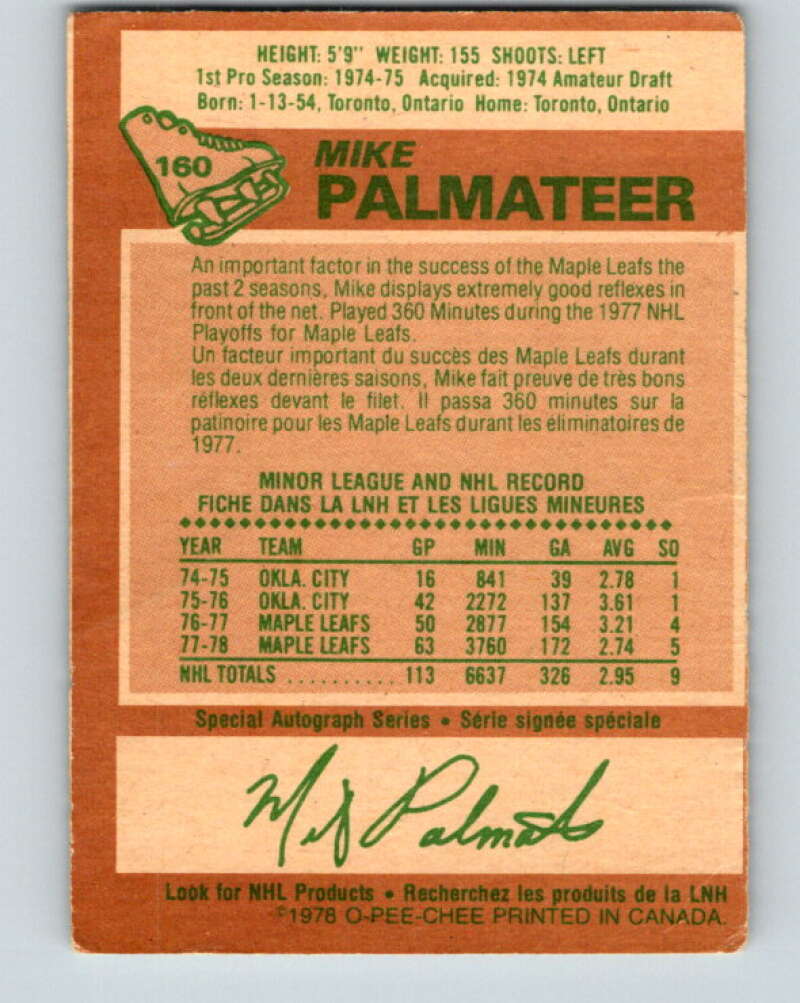 HEIGHT: 5'9" WEIGHT: 155 SHOOTS: LEFT
1st Pro Season: 1974-75 Acquired: 1974 Amateur Draft
Born: 1-13-54, Toronto, Ontario Home: Toronto, Ontario
160
MIKE
PALMATEER
An important factor in the success of the Maple Leafs the
past 2 seasons, Mike displays extremely good reflexes in
front of the net. Played 360 Minutes during the 1977 NHL
Playoffs for Maple Leafs.
Un facteur important du succès des Maple Leafs durant
les deux dernières saisons, Mike fait preuve de très bons
réflexes devant le filet. Il passa 360 minutes sur la
patinoire pour les Maple Leafs durant les éliminatoires de
1977.
MINOR LEAGUE AND NHL RECORD
FICHE DANS LA LNH ET LES LIGUES MINEURES
YEAR TEAM GP MIN GA AVG SO
74-75 OKLA. CITY 16 841 39 2.78 1
75-76 OKLA. CITY 42 2272 137 3.61 1
76-77 MAPLE LEAFS 50 2877 154 3.21 4
77-78 MAPLE LEAFS 63 3760 172 2.74 5
NHL TOTALS .......... 113 6637 326 2.95 9
Special Autograph Series • Série signée spéciale
Mike Palmateer
Look for NHL Products • Recherchez les produits de la LNH
©1978 O-PEE-CHEE PRINTED IN CANADA.